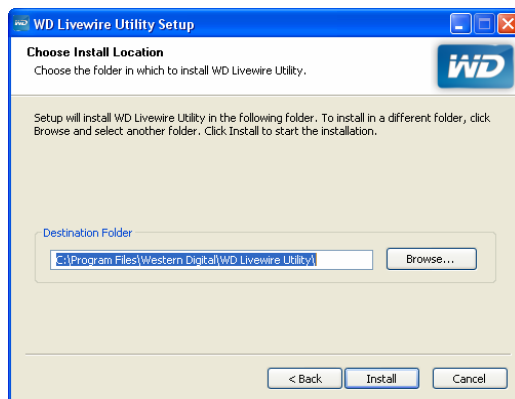 WD Livewire Utility Setup
Choose Install Location
Choose the folder in which to install WD Livewire Utility.
WD
Setup will install WD Livewire Utility in the following folder. To install in a different folder, click
Browse and select another folder. Click Install to start the installation.
Destination Folder
C:\Program Files\Western Digital\WD Livewire Utility\
Browse...
< Back
Install
Cancel